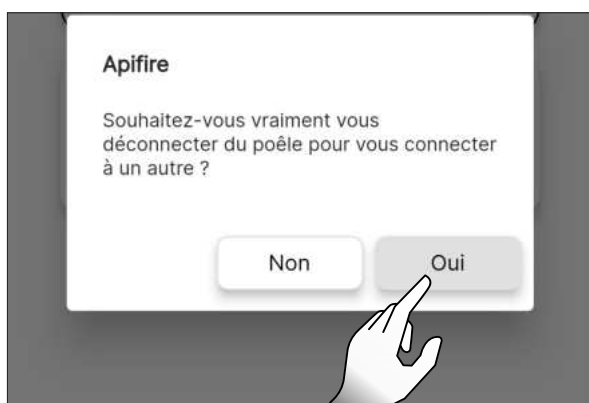 Apifire
Souhaitez-vous vraiment vous
déconnecter du poêle pour vous connecter
à un autre ?
Non
Oui